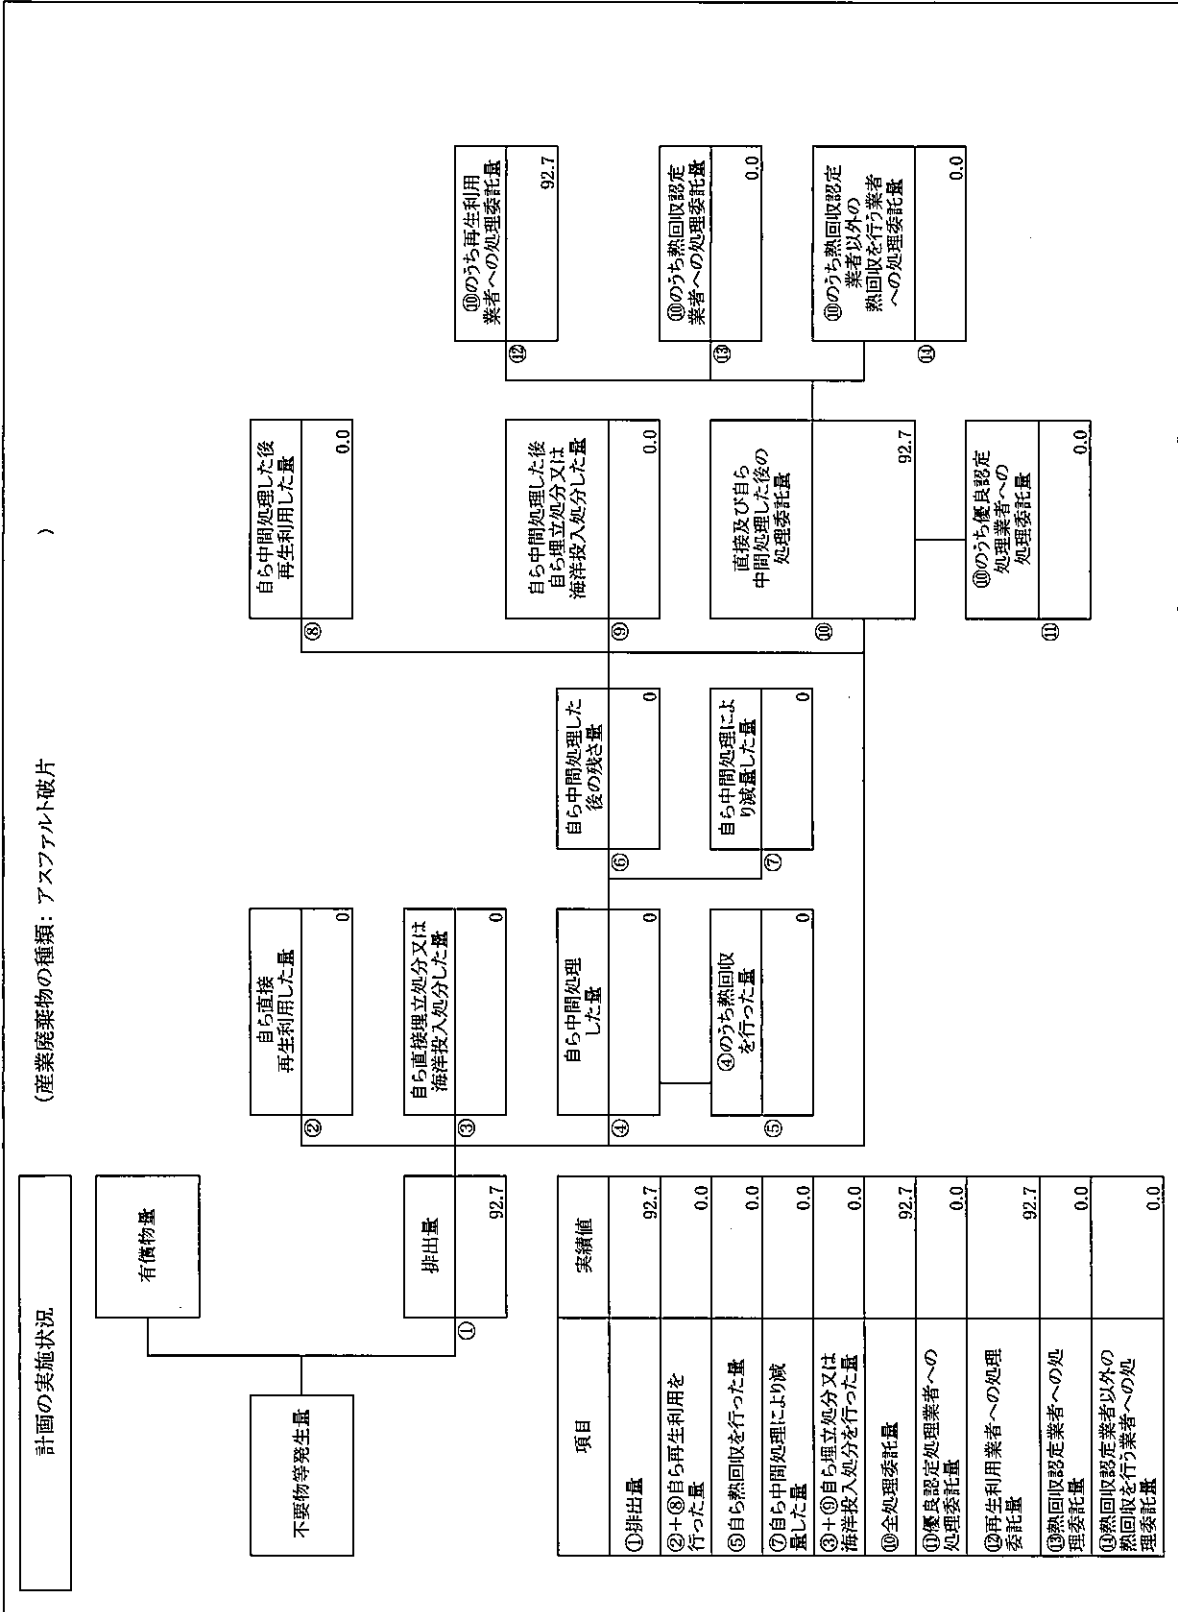 計画の実施状況
(産業廃棄物の種類: アスファルト破片
)
不要物等発生量
有償物量
①
排出量
92.7
②
自ら直接
再生利用した量
0
③
自ら直接埋立処分又は
海洋投入処分した量
0
④
自ら中間処理
した量
0
⑤
④のうち熱回収
を行った量
0
⑥
自ら中間処理した
後の残さ量
0
⑦
自ら中間処理によ
り減量した量
0
⑧
自ら中間処理した後
再生利用した量
0.0
⑨
自ら中間処理した後
自ら埋立処分又は
海洋投入処分した量
0.0
⑩
直接及び自ら
中間処理した後の
処理委託量
92.7
⑪
⑩のうち優良認定
処理業者への
処理委託量
0.0
⑫
⑩のうち再生利用
業者への処理委託量
92.7
⑬
⑩のうち熱回収認定
業者への処理委託量
0.0
⑭
⑩のうち熱回収認定
業者以外の
熱回収を行う業者
への処理委託量
0.0
項目 実績値
①排出量 92.7
②+⑧自ら再生利用を
行った量 0.0
⑤自ら熱回収を行った量 0.0
⑦自ら中間処理により減
量した量 0.0
③+⑨自ら埋立処分又は
海洋投入処分を行った量 0.0
⑩全処理委託量 92.7
⑪優良認定処理業者への
処理委託量 0.0
⑫再生利用業者への処理
委託量 92.7
⑬熱回収認定業者への処
理委託量 0.0
⑭熱回収認定業者以外の
熱回収を行う業者への処
理委託量 0.0